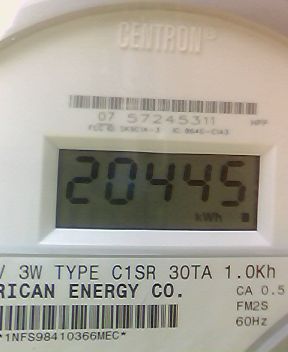 CENTRON®
07 57245311
20445
kWh
V 3W TYPE C1SR 30TA 1.0Kh
RICAN ENERGY CO. CA 0.5
FM2S
60Hz
*1NFS98410366MEC*